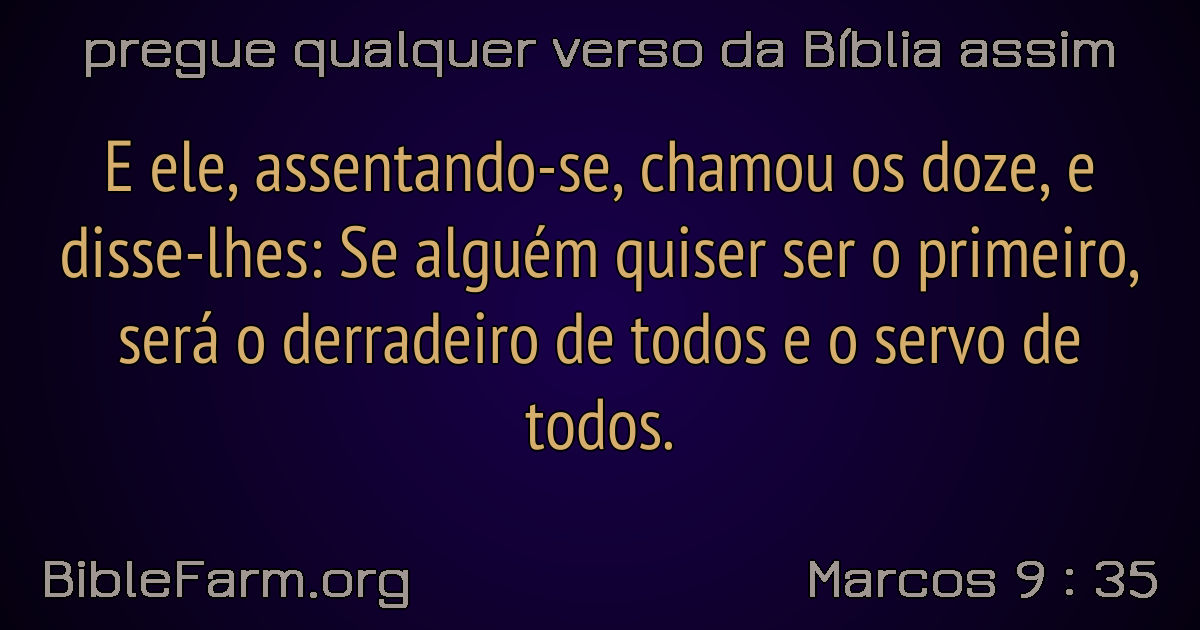 pregue qualquer verso da Bíblia assim
E ele, assentando-se, chamou os doze, e
disse-lhes: Se alguém quiser ser o primeiro,
será o derradeiro de todos e o servo de
todos.
BibleFarm.org
Marcos 9 : 35